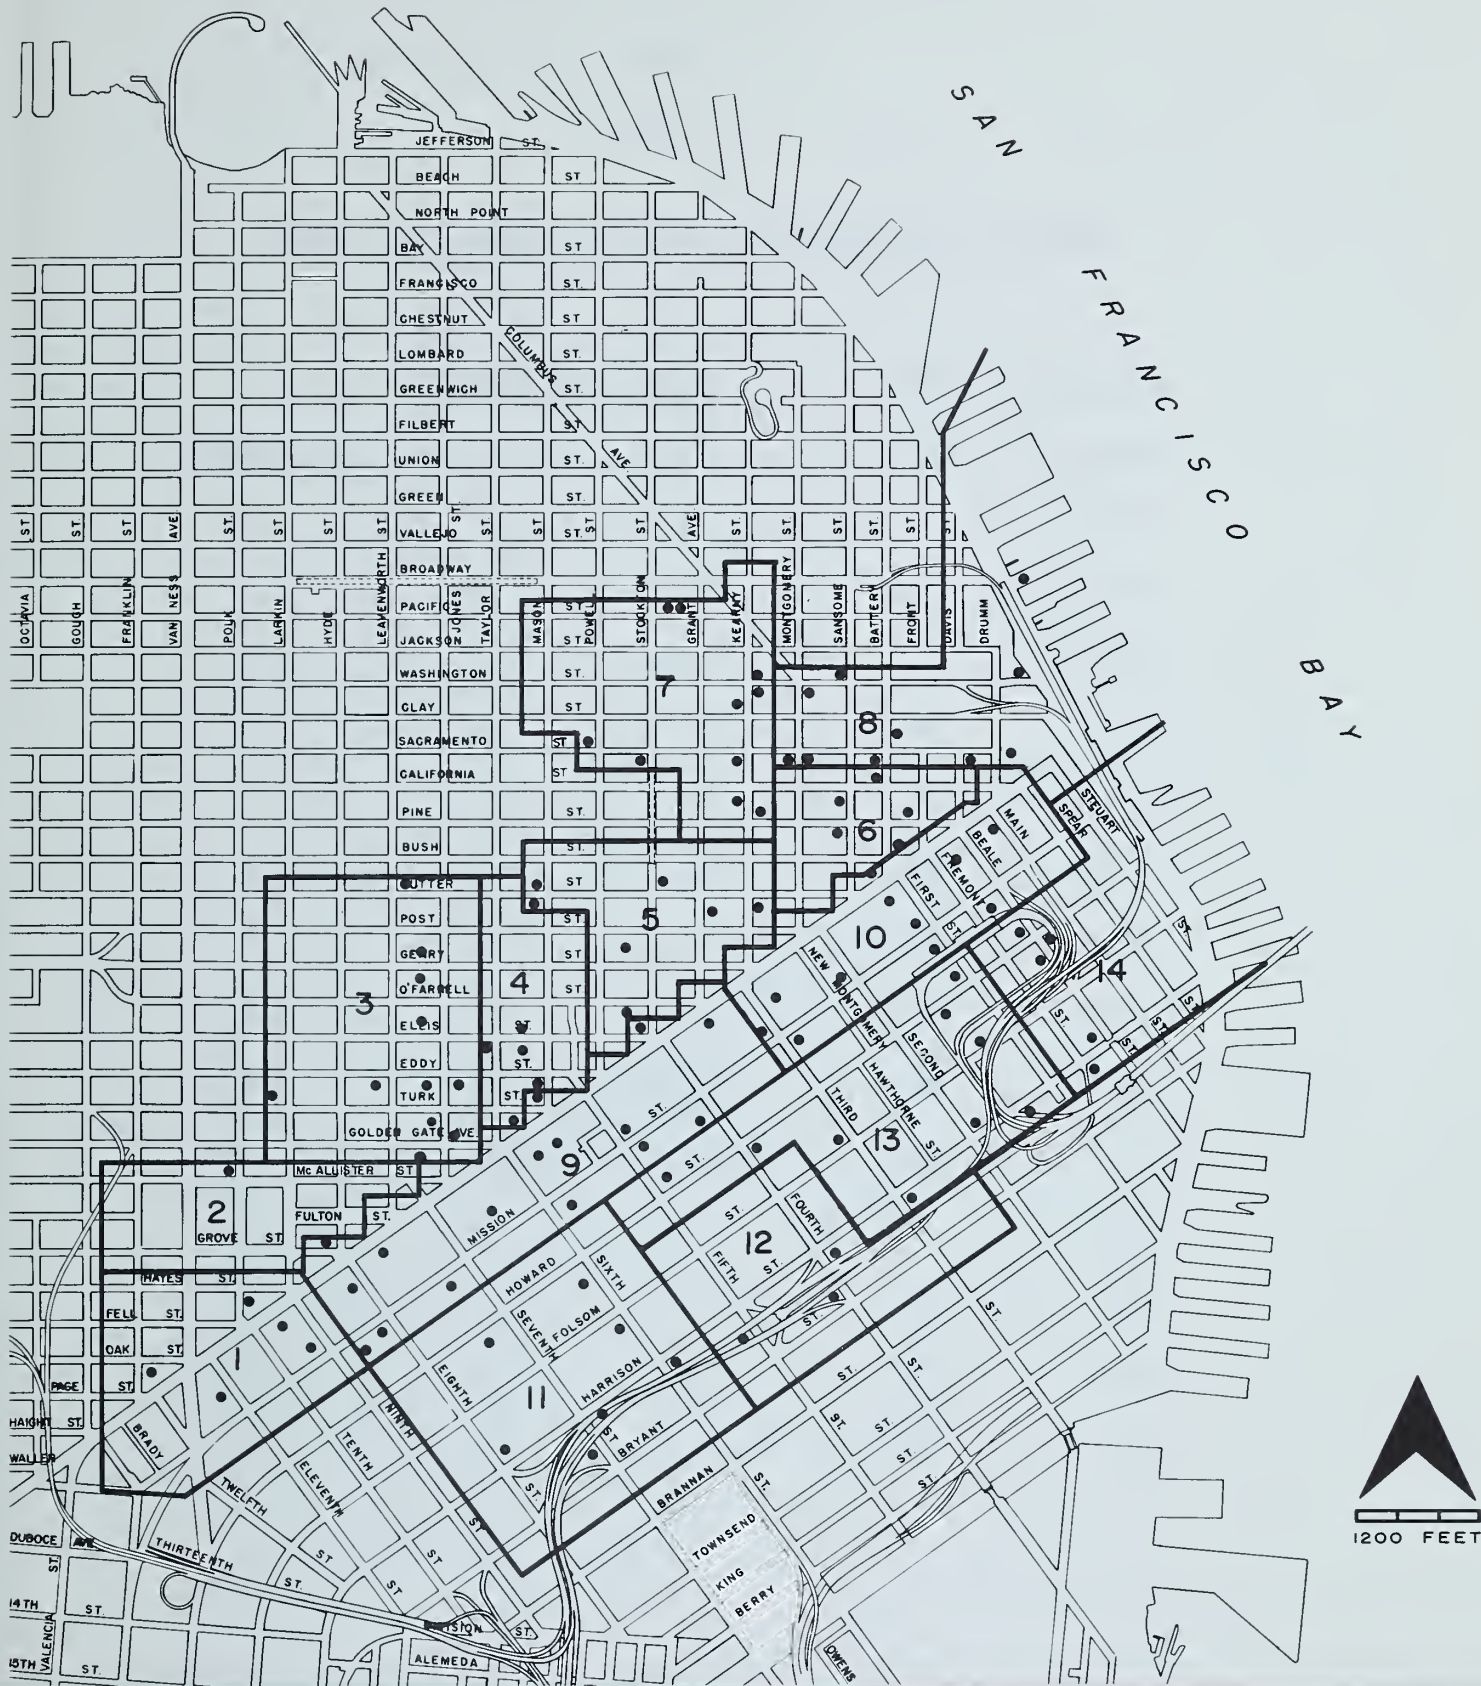 SAN
FRANCISCO
BAY
JEFFERSON ST.
BEACH ST
NORTH POINT
BAY ST
FRANCISCO ST.
CHESTNUT ST
LOMBARD ST.
GREENWICH ST.
FILBERT ST
UNION ST.
GREEN ST.
VALLEJO ST.
BROADWAY
PACIFIC ST
JACKSON ST
WASHINGTON ST.
CLAY ST
SACRAMENTO ST
CALIFORNIA ST
PINE ST.
BUSH ST.
SUTTER ST
POST ST.
GEARY ST
O'FARRELL ST
ELLIS ST.
EDDY ST.
TURK ST.
GOLDEN GATE AVE.
McALLISTER ST
FULTON ST.
GROVE ST.
HAYES ST.
FELL ST.
OAK ST.
PAGE ST.
HAIGHT ST.
WALLER
DUBOCE AVE
14TH ST.
15TH ST.
COLUMBUS AVE.
OCTAVIA ST
GOUGH ST.
FRANKLIN ST
VAN NESS AVE
POLK ST.
LARKIN ST
HYDE ST
LEAVENWORTH ST
JONES ST.
TAYLOR ST.
MASON ST
POWELL ST
STOCKTON ST
GRANT AVE
KEARNY ST.
MONTGOMERY ST
SANSOME ST.
BATTERY ST.
FRONT ST
DAVIS ST
DRUMM
STEUART
SPEAR
MAIN
BEALE
FREMONT
FIRST ST.
NEW MONTGOMERY
SECOND
HAWTHORNE ST.
THIRD
FOURTH
FIFTH
SIXTH
SEVENTH
EIGHTH
NINTH
TENTH
ELEVENTH
TWELFTH
THIRTEENTH ST.
BRADY
MISSION ST.
HOWARD ST.
FOLSOM ST.
HARRISON ST.
BRYANT ST.
BRANNAN ST.
TOWNSEND ST.
KING ST.
BERRY ST.
VALENCIA ST.
DIVISION ST.
ALEMEDA
OWENS
1
2
3
4
5
6
7
8
9
10
11
12
13
14
1200 FEET